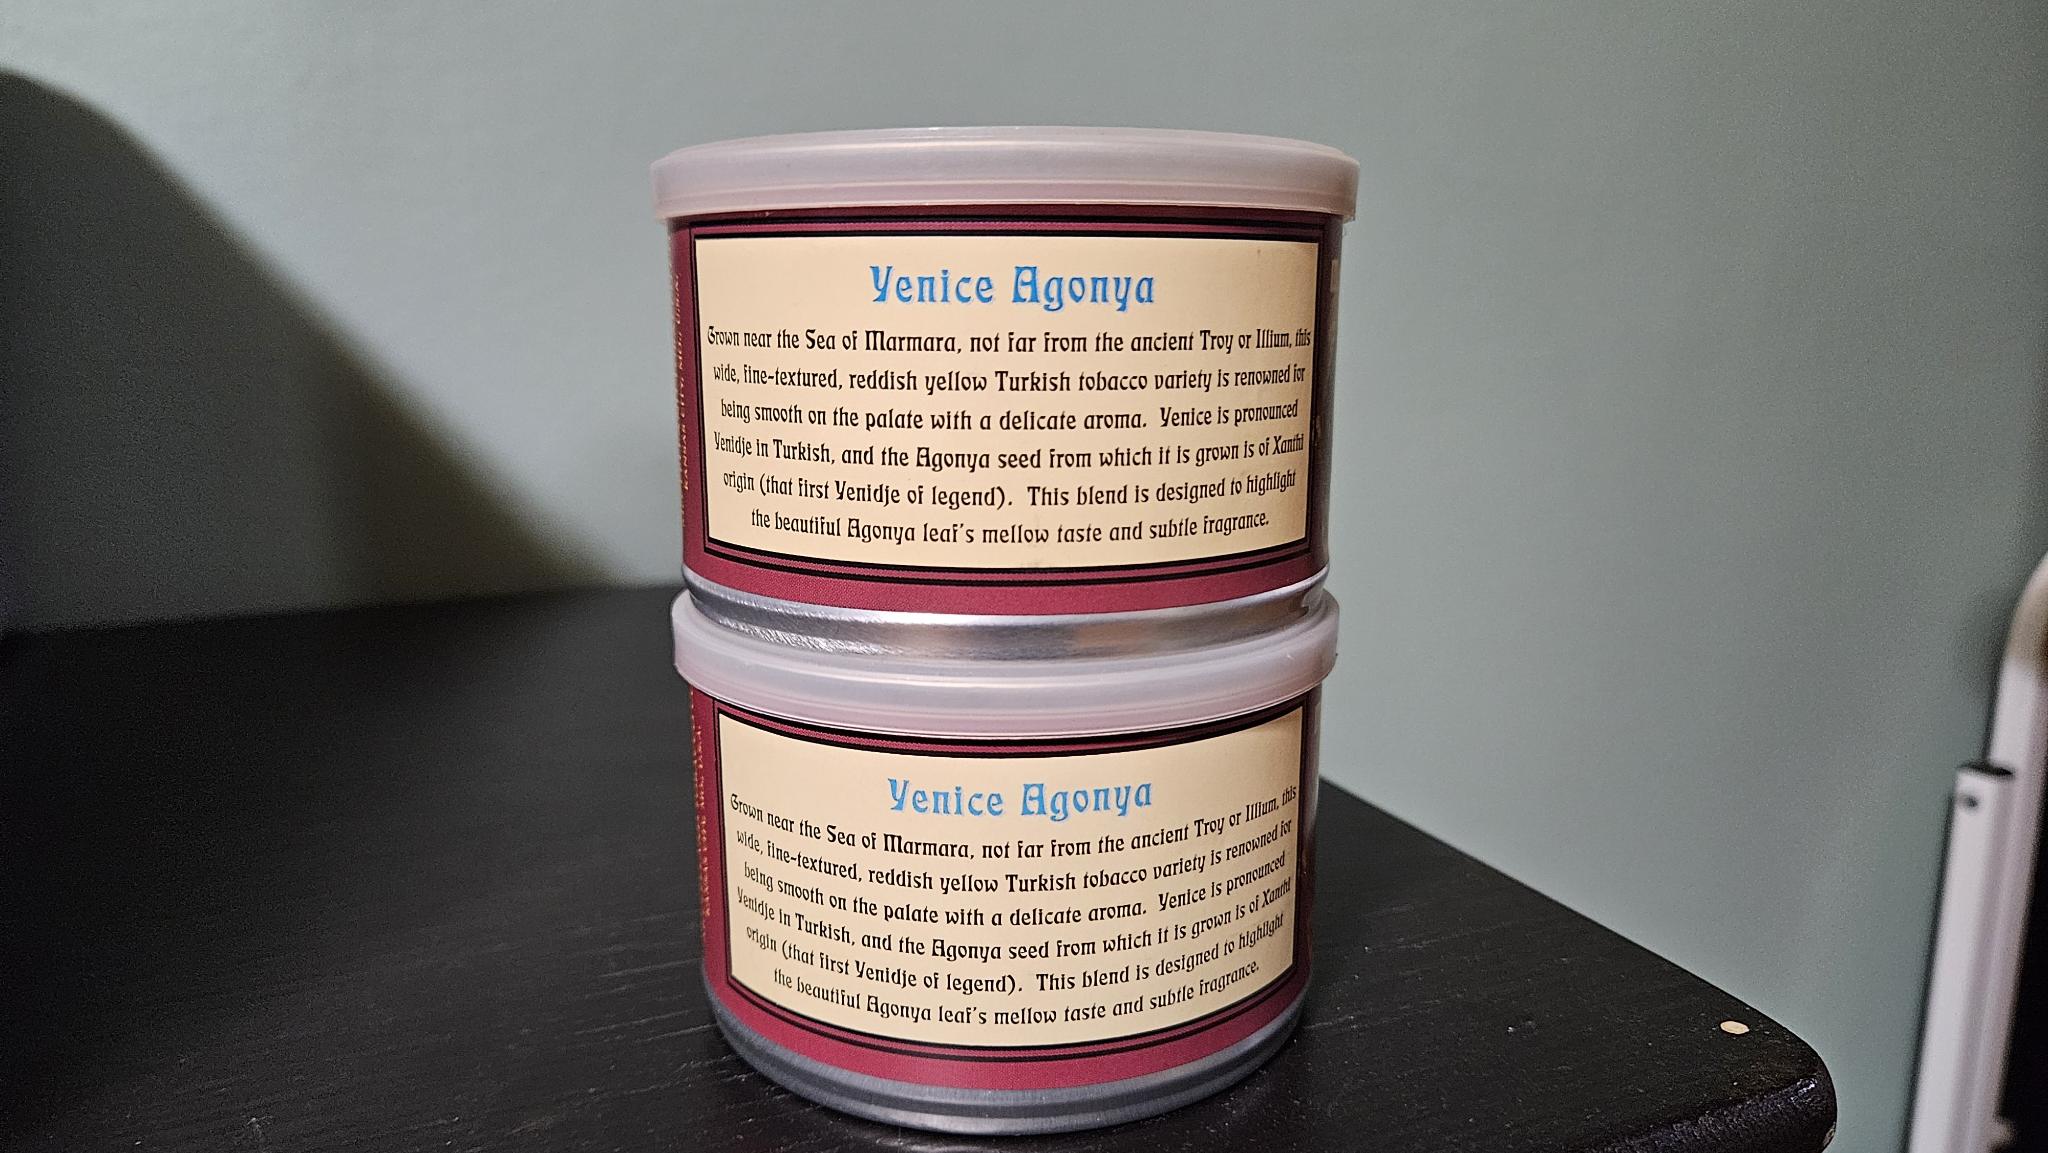 Yenice Agonya
Grown near the Sea of Marmara, not far from the ancient Troy or Illium, this
wide, fine-textured, reddish yellow Turkish tobacco variety is renowned for
being smooth on the palate with a delicate aroma. Yenice is pronounced
Yenidje in Turkish, and the Agonya seed from which it is grown is of Xanthi
origin (that first Yenidje of legend). This blend is designed to highlight
the beautiful Agonya leaf's mellow taste and subtle fragrance.
Yenice Agonya
Grown near the Sea of Marmara, not far from the ancient Troy or Illium, this
wide, fine-textured, reddish yellow Turkish tobacco variety is renowned for
being smooth on the palate with a delicate aroma. Yenice is pronounced
Yenidje in Turkish, and the Agonya seed from which it is grown is of Xanthi
origin (that first Yenidje of legend). This blend is designed to highlight
the beautiful Agonya leaf's mellow taste and subtle fragrance.